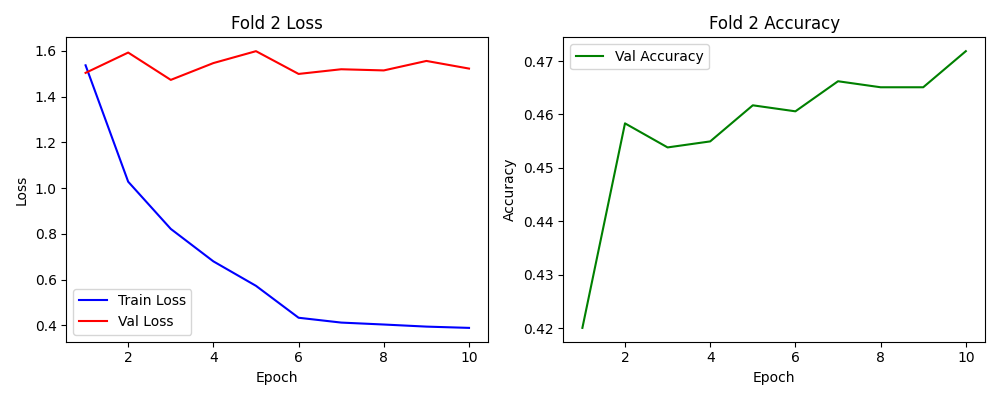 Fold 2 Loss
1.6
1.4
1.2
1.0
0.8
0.6
0.4
Loss
Train Loss
Val Loss
2 4 6 8 10
Epoch
Fold 2 Accuracy
Val Accuracy
0.47
0.46
0.45
0.44
0.43
0.42
Accuracy
2 4 6 8 10
Epoch